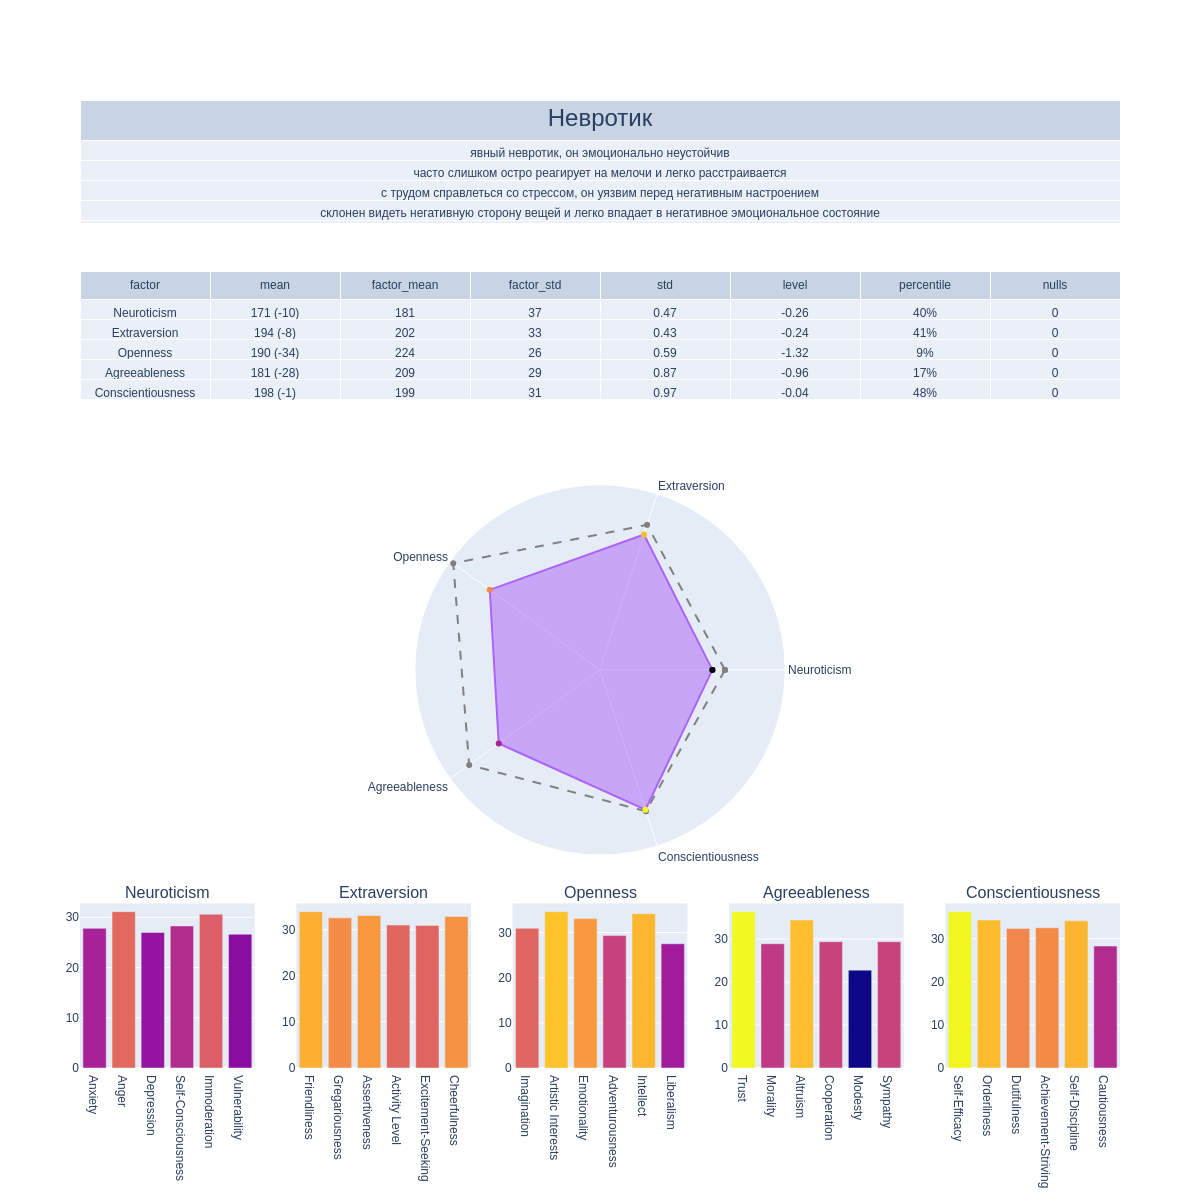 Невротик
явный невротик, он эмоционально неустойчив
часто слишком остро реагирует на мелочи и легко расстраивается
с трудом справлеться со стрессом, он уязвим перед негативным настроением
склонен видеть негативную сторону вещей и легко впадает в негативное эмоциональное состояние
factor mean factor_mean factor_std std level percentile nulls
Neuroticism 171 (-10) 181 37 0.47 -0.26 40% 0
Extraversion 194 (-8) 202 33 0.43 -0.24 41% 0
Openness 190 (-34) 224 26 0.59 -1.32 9% 0
Agreeableness 181 (-28) 209 29 0.87 -0.96 17% 0
Conscientiousness 198 (-1) 199 31 0.97 -0.04 48% 0
Extraversion
Openness
Neuroticism
Agreeableness
Conscientiousness
Neuroticism
30
20
10
0
Anxiety
Anger
Depression
Self-Consciousness
Immoderation
Vulnerability
Extraversion
30
20
10
0
Friendliness
Gregariousness
Assertiveness
Activity Level
Excitement-Seeking
Cheerfulness
Openness
30
20
10
0
Imagination
Artistic Interests
Emotionality
Adventurousness
Intellect
Liberalism
Agreeableness
30
20
10
0
Trust
Morality
Altruism
Cooperation
Modesty
Sympathy
Conscientiousness
30
20
10
0
Self-Efficacy
Orderliness
Dutifulness
Achievement-Striving
Self-Discipline
Cautiousness